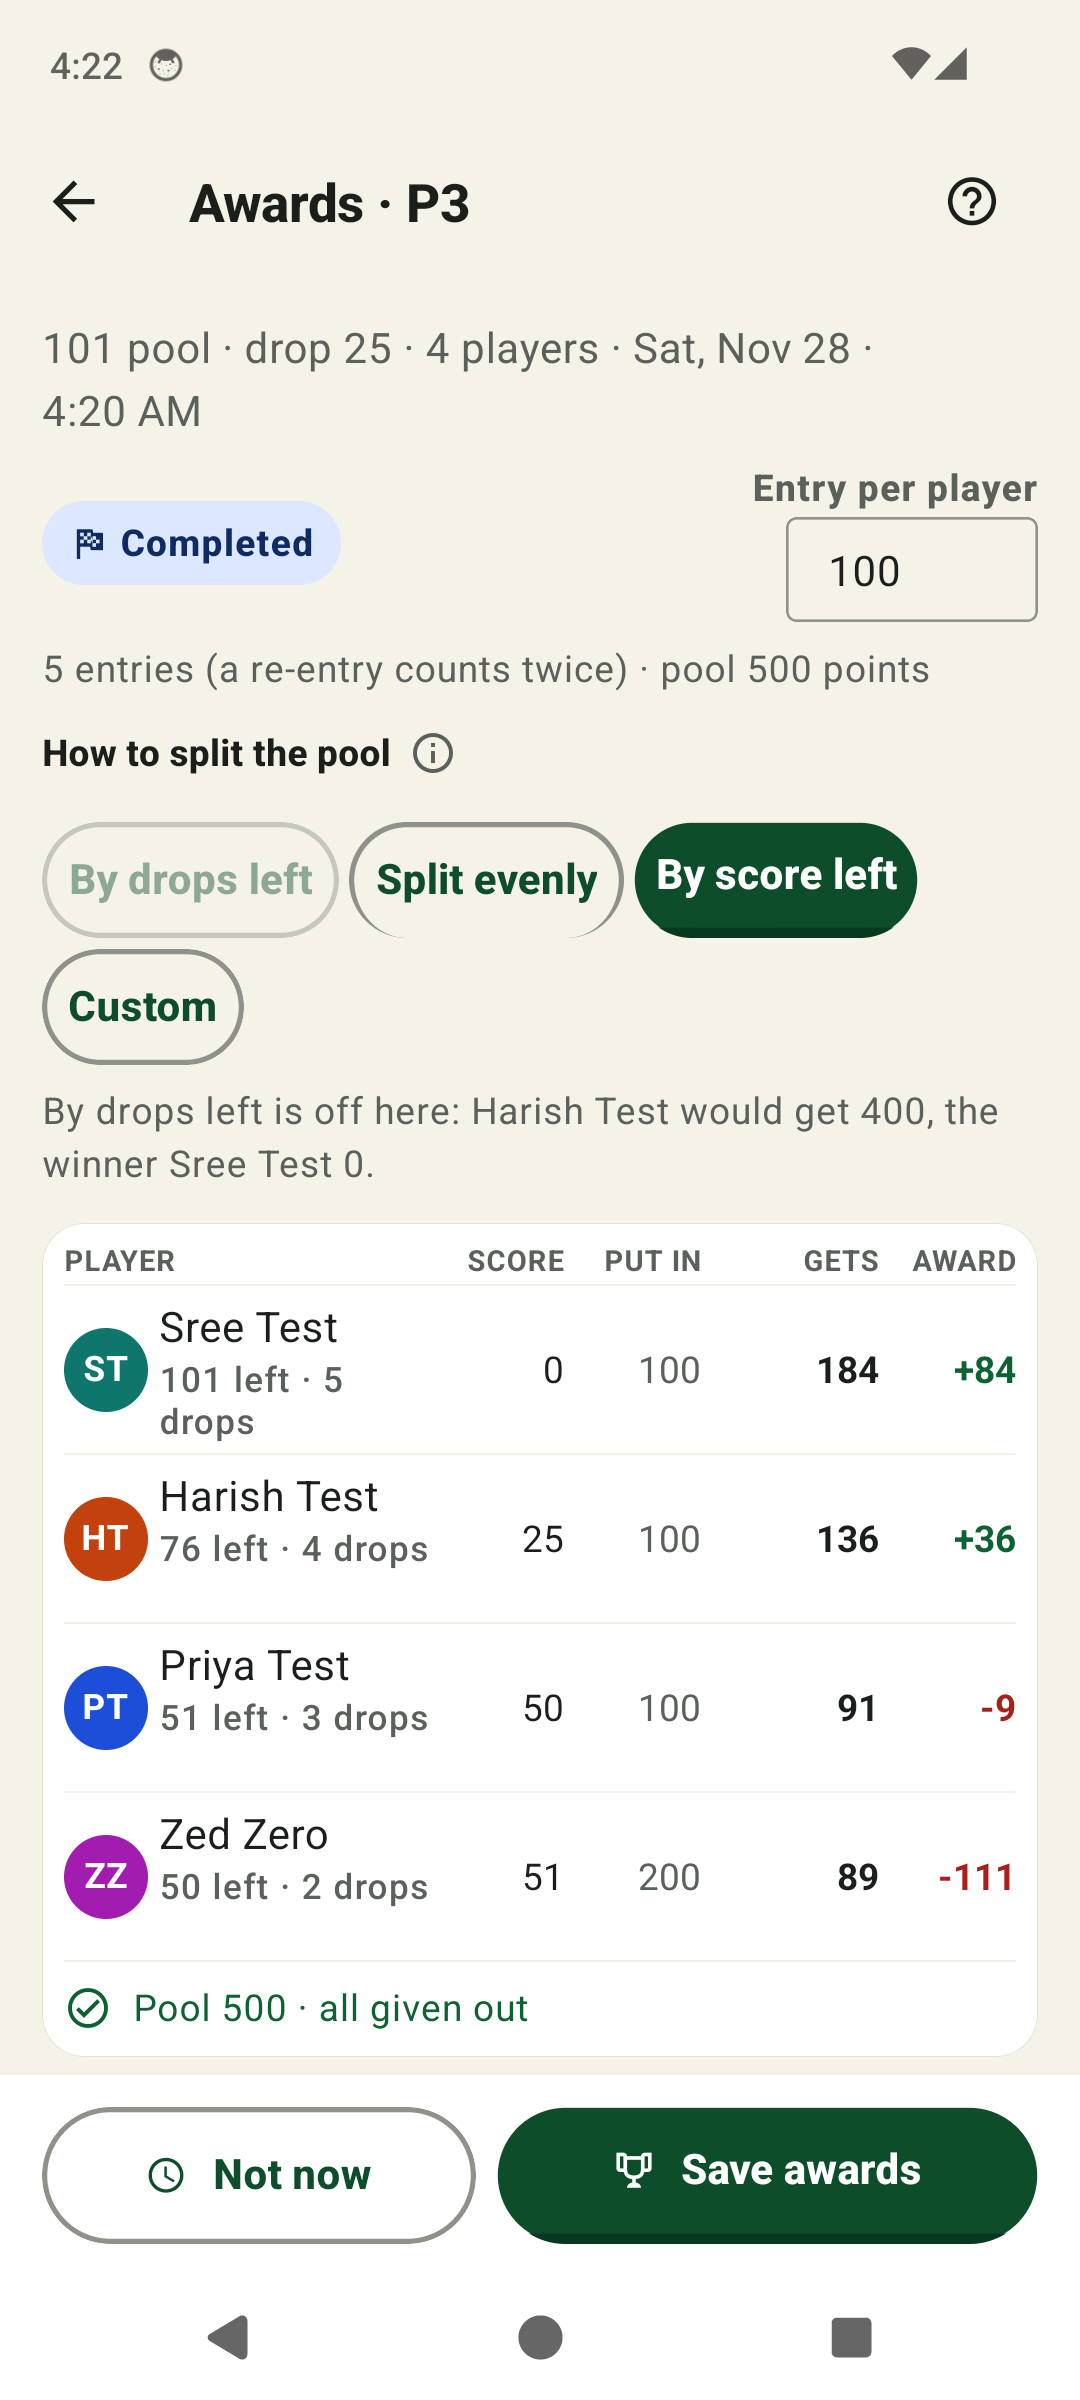 4:22
Awards · P3
101 pool · drop 25 · 4 players · Sat, Nov 28 ·
4:20 AM
Entry per player
Completed
100
5 entries (a re-entry counts twice) · pool 500 points
How to split the pool
By drops left
Split evenly
By score left
Custom
By drops left is off here: Harish Test would get 400, the
winner Sree Test 0.
PLAYER SCORE PUT IN GETS AWARD
Sree Test
ST 101 left · 5 0 100 184 +84
drops
Harish Test
HT 76 left · 4 drops 25 100 136 +36
Priya Test
PT 51 left · 3 drops 50 100 91 -9
Zed Zero
ZZ 50 left · 2 drops 51 200 89 -111
Pool 500 · all given out
Not now
Save awards